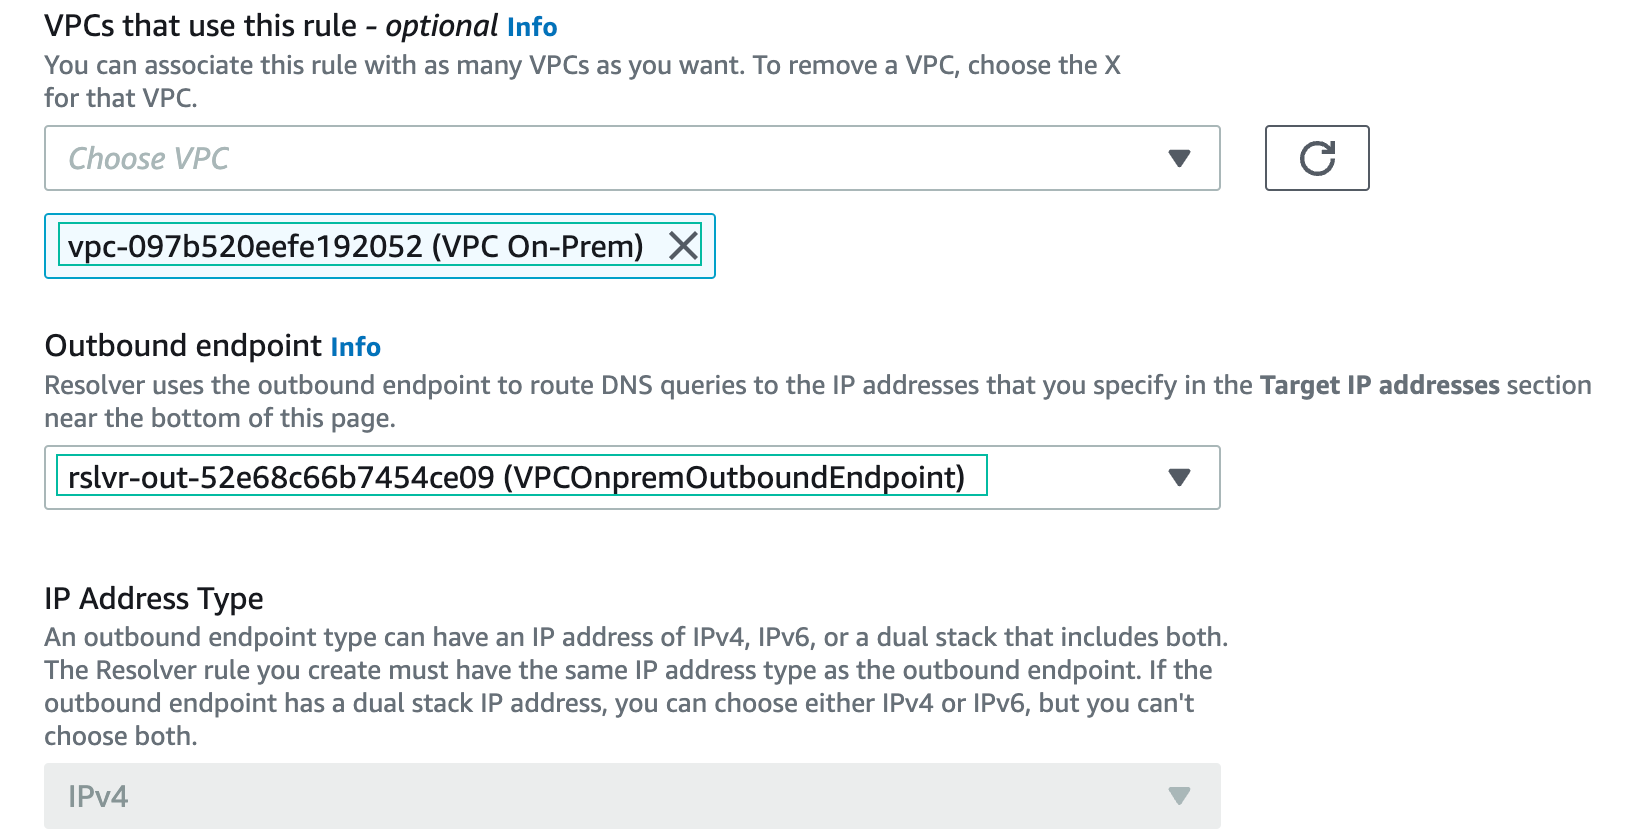 VPCs that use this rule - optional Info
You can associate this rule with as many VPCs as you want. To remove a VPC, choose the X
for that VPC.
Choose VPC
vpc-097b520eefe192052 (VPC On-Prem)
Outbound endpoint Info
Resolver uses the outbound endpoint to route DNS queries to the IP addresses that you specify in the Target IP addresses section
near the bottom of this page.
rslvr-out-52e68c66b7454ce09 (VPCOnpremOutboundEndpoint)
IP Address Type
An outbound endpoint type can have an IP address of IPv4, IPv6, or a dual stack that includes both.
The Resolver rule you create must have the same IP address type as the outbound endpoint. If the
outbound endpoint has a dual stack IP address, you can choose either IPv4 or IPv6, but you can't
choose both.
IPv4